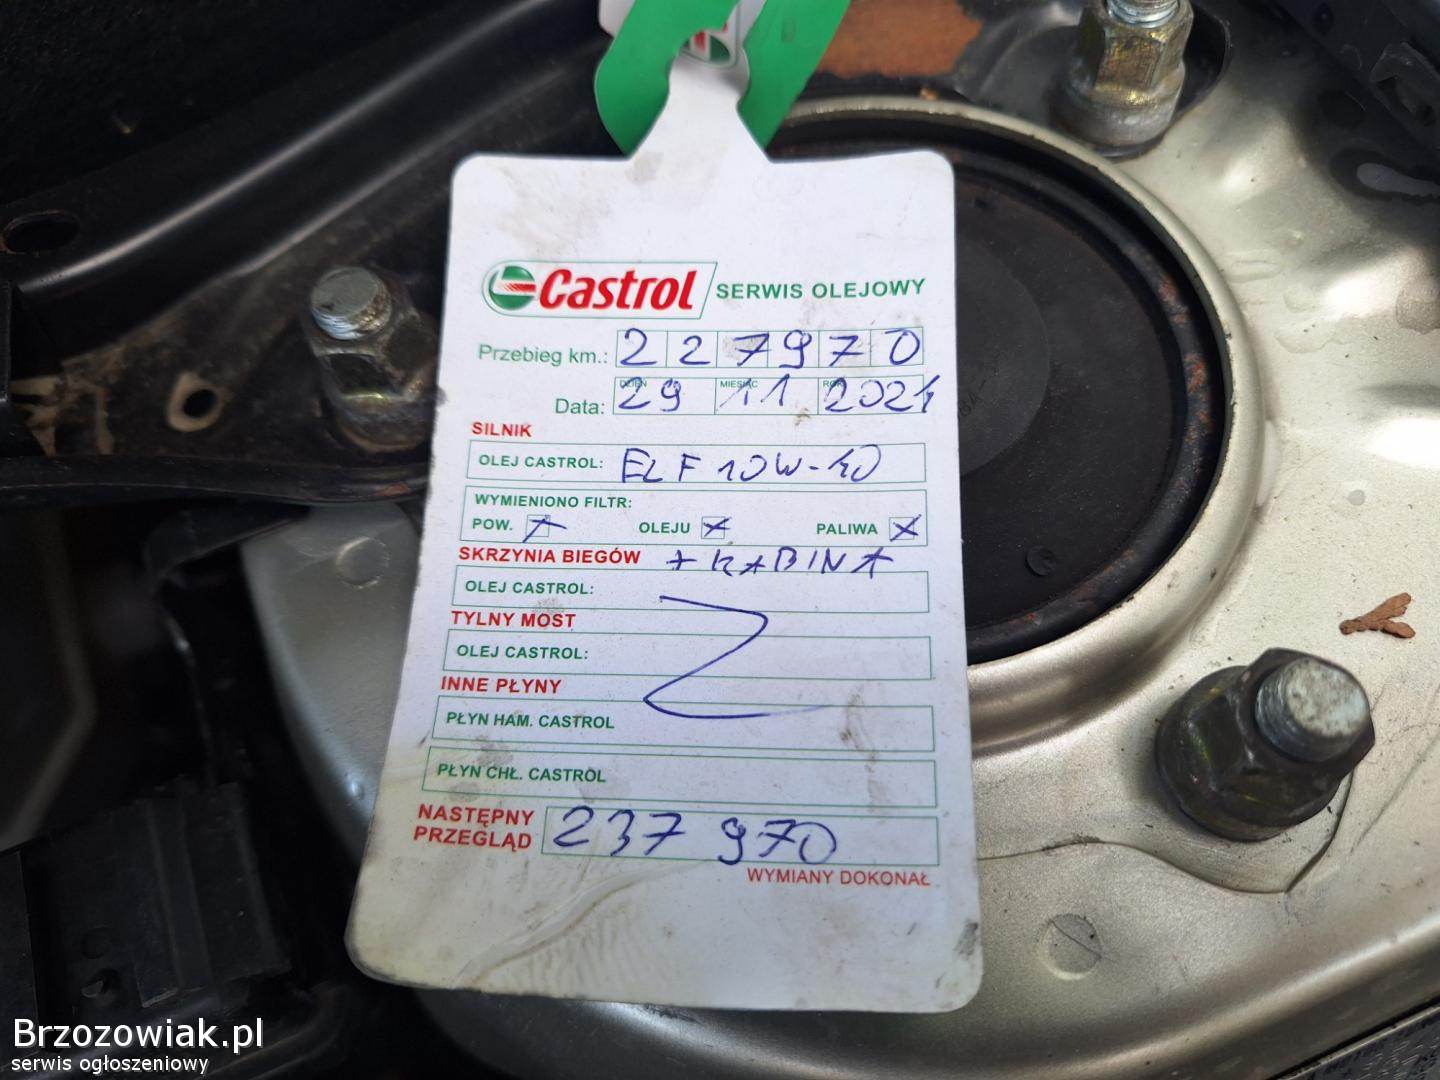 Castrol SERWIS OLEJOWY
Przebieg km.: 227970
DZIEŃ MIESIĄC ROK
Data: 29 11 2021
SILNIK
OLEJ CASTROL: ELF 10W-40
WYMIENIONO FILTR:
POW. X OLEJU X PALIWA X
SKRZYNIA BIEGÓW + KABINA
OLEJ CASTROL:
TYLNY MOST
OLEJ CASTROL:
INNE PŁYNY
PŁYN HAM. CASTROL
PŁYN CHŁ. CASTROL
NASTĘPNY
PRZEGLĄD 237 970
WYMIANY DOKONAŁ
Brzozowiak.pl
serwis ogłoszeniowy